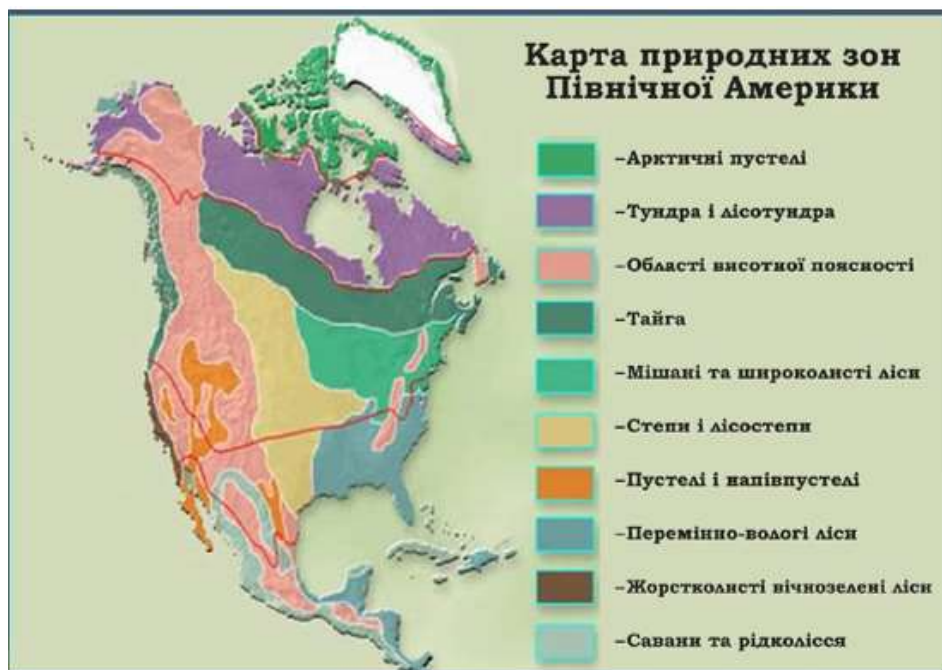 Карта природних зон
Північної Америки
–Арктичні пустелі
–Тундра і лісотундра
–Області висотної поясності
–Тайга
–Мішані та широколисті ліси
–Степи і лісостепи
–Пустелі і напівпустелі
–Перемінно-вологі ліси
–Жорстколисті вічнозелені ліси
–Савани та рідколісся